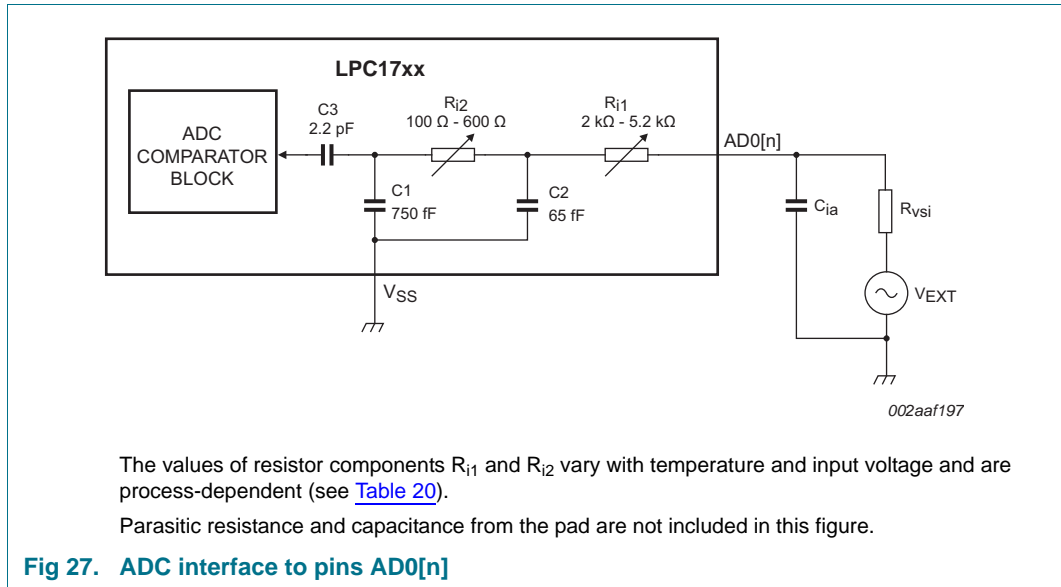 LPC17xx
ADC
COMPARATOR
BLOCK
C3
2.2 pF
Ri2
100 Ω - 600 Ω
Ri1
2 kΩ - 5.2 kΩ
AD0[n]
C1
750 fF
C2
65 fF
Cia
Rvsi
VSS
VEXT
002aaf197
The values of resistor components Ri1 and Ri2 vary with temperature and input voltage and are
process-dependent (see Table 20).
Parasitic resistance and capacitance from the pad are not included in this figure.
Fig 27. ADC interface to pins AD0[n]